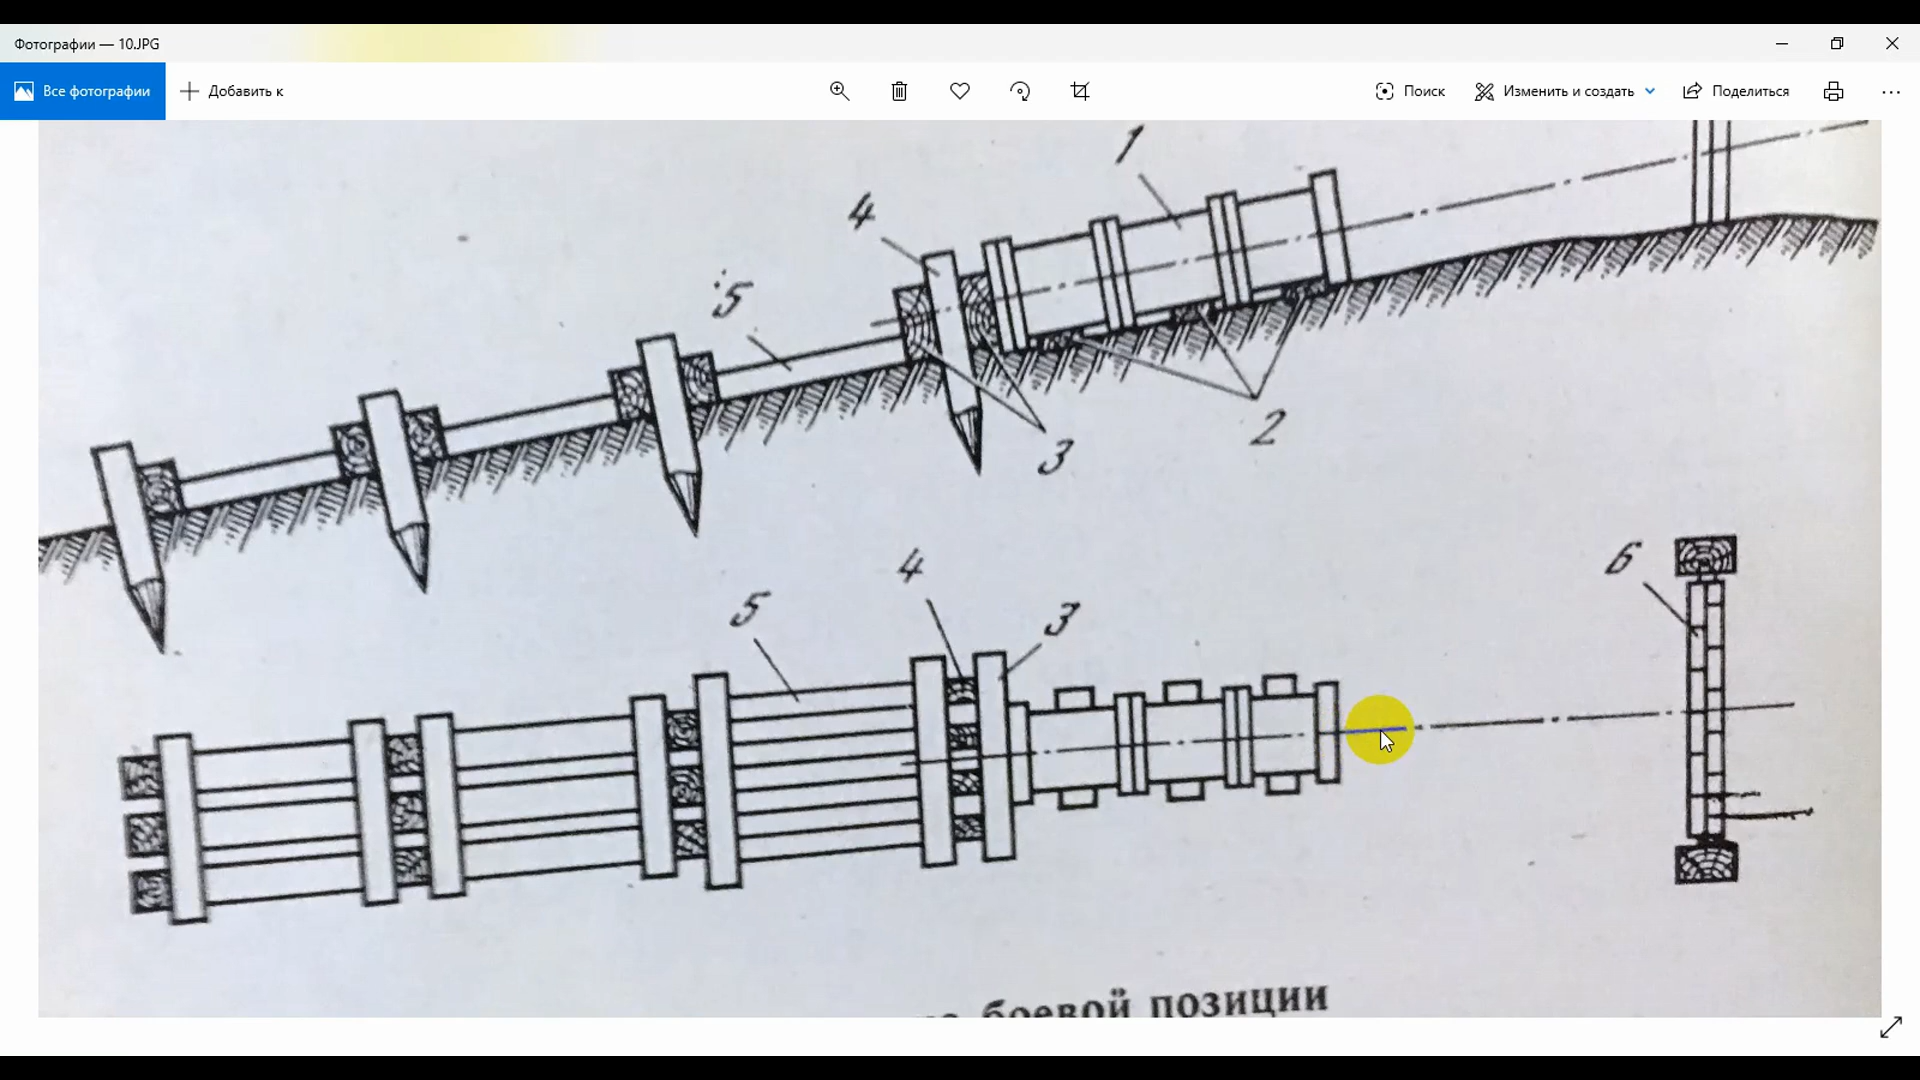 Фотографии — 10.JPG
Все фотографии
Добавить к
Поиск
Изменить и создать
Поделиться
1
4
5
2
3
4
5
3
6
боевой позиции